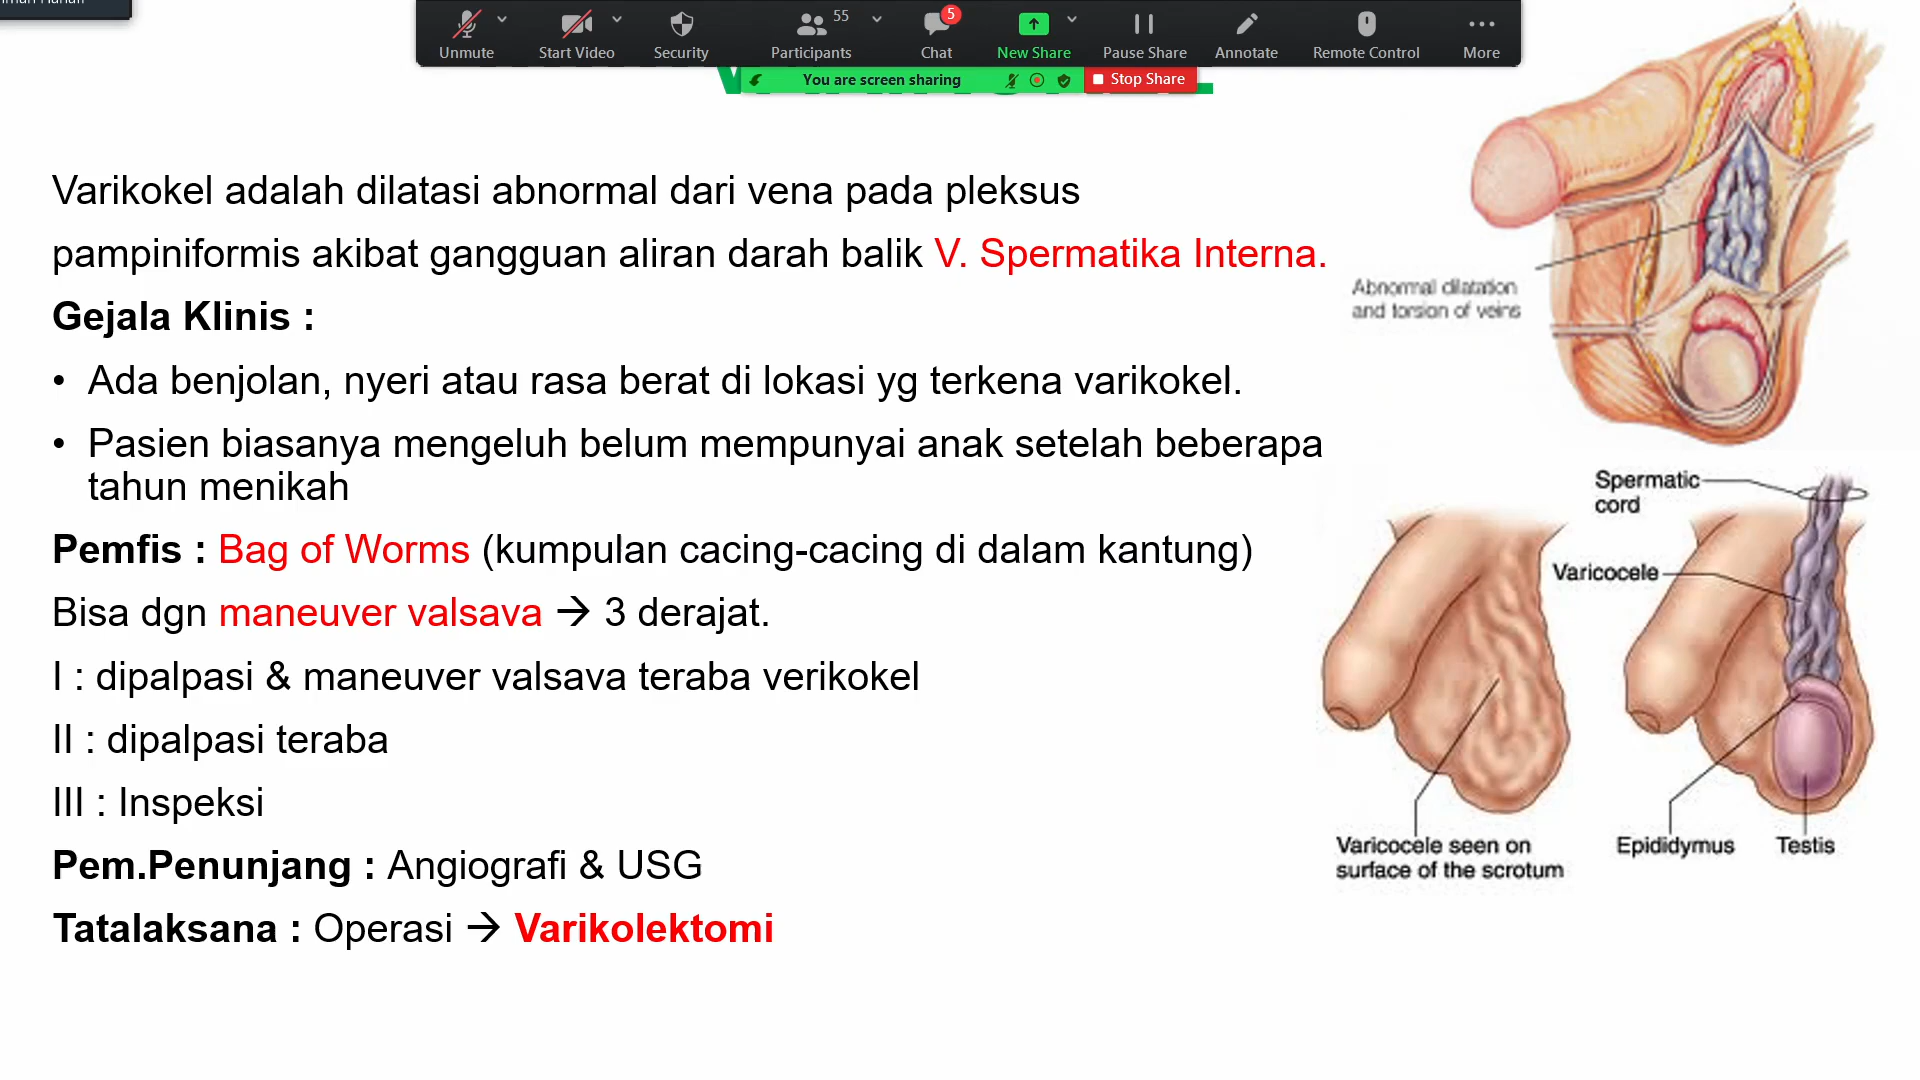 Unmute
Start Video
Security
55
Participants
5
Chat
New Share
Pause Share
Annotate
Remote Control
More
You are screen sharing
Stop Share
Varikokel adalah dilatasi abnormal dari vena pada pleksus
pampiniformis akibat gangguan aliran darah balik V. Spermatika Interna.
Gejala Klinis :
• Ada benjolan, nyeri atau rasa berat di lokasi yg terkena varikokel.
• Pasien biasanya mengeluh belum mempunyai anak setelah beberapa
tahun menikah
Pemfis : Bag of Worms (kumpulan cacing-cacing di dalam kantung)
Bisa dgn maneuver valsava → 3 derajat.
I : dipalpasi & maneuver valsava teraba verikokel
II : dipalpasi teraba
III : Inspeksi
Pem.Penunjang : Angiografi & USG
Tatalaksana : Operasi → Varikolektomi
Abnormal dilatation
and torsion of veins
Spermatic
cord
Varicocele
Varicocele seen on
surface of the scrotum
Epididymus
Testis